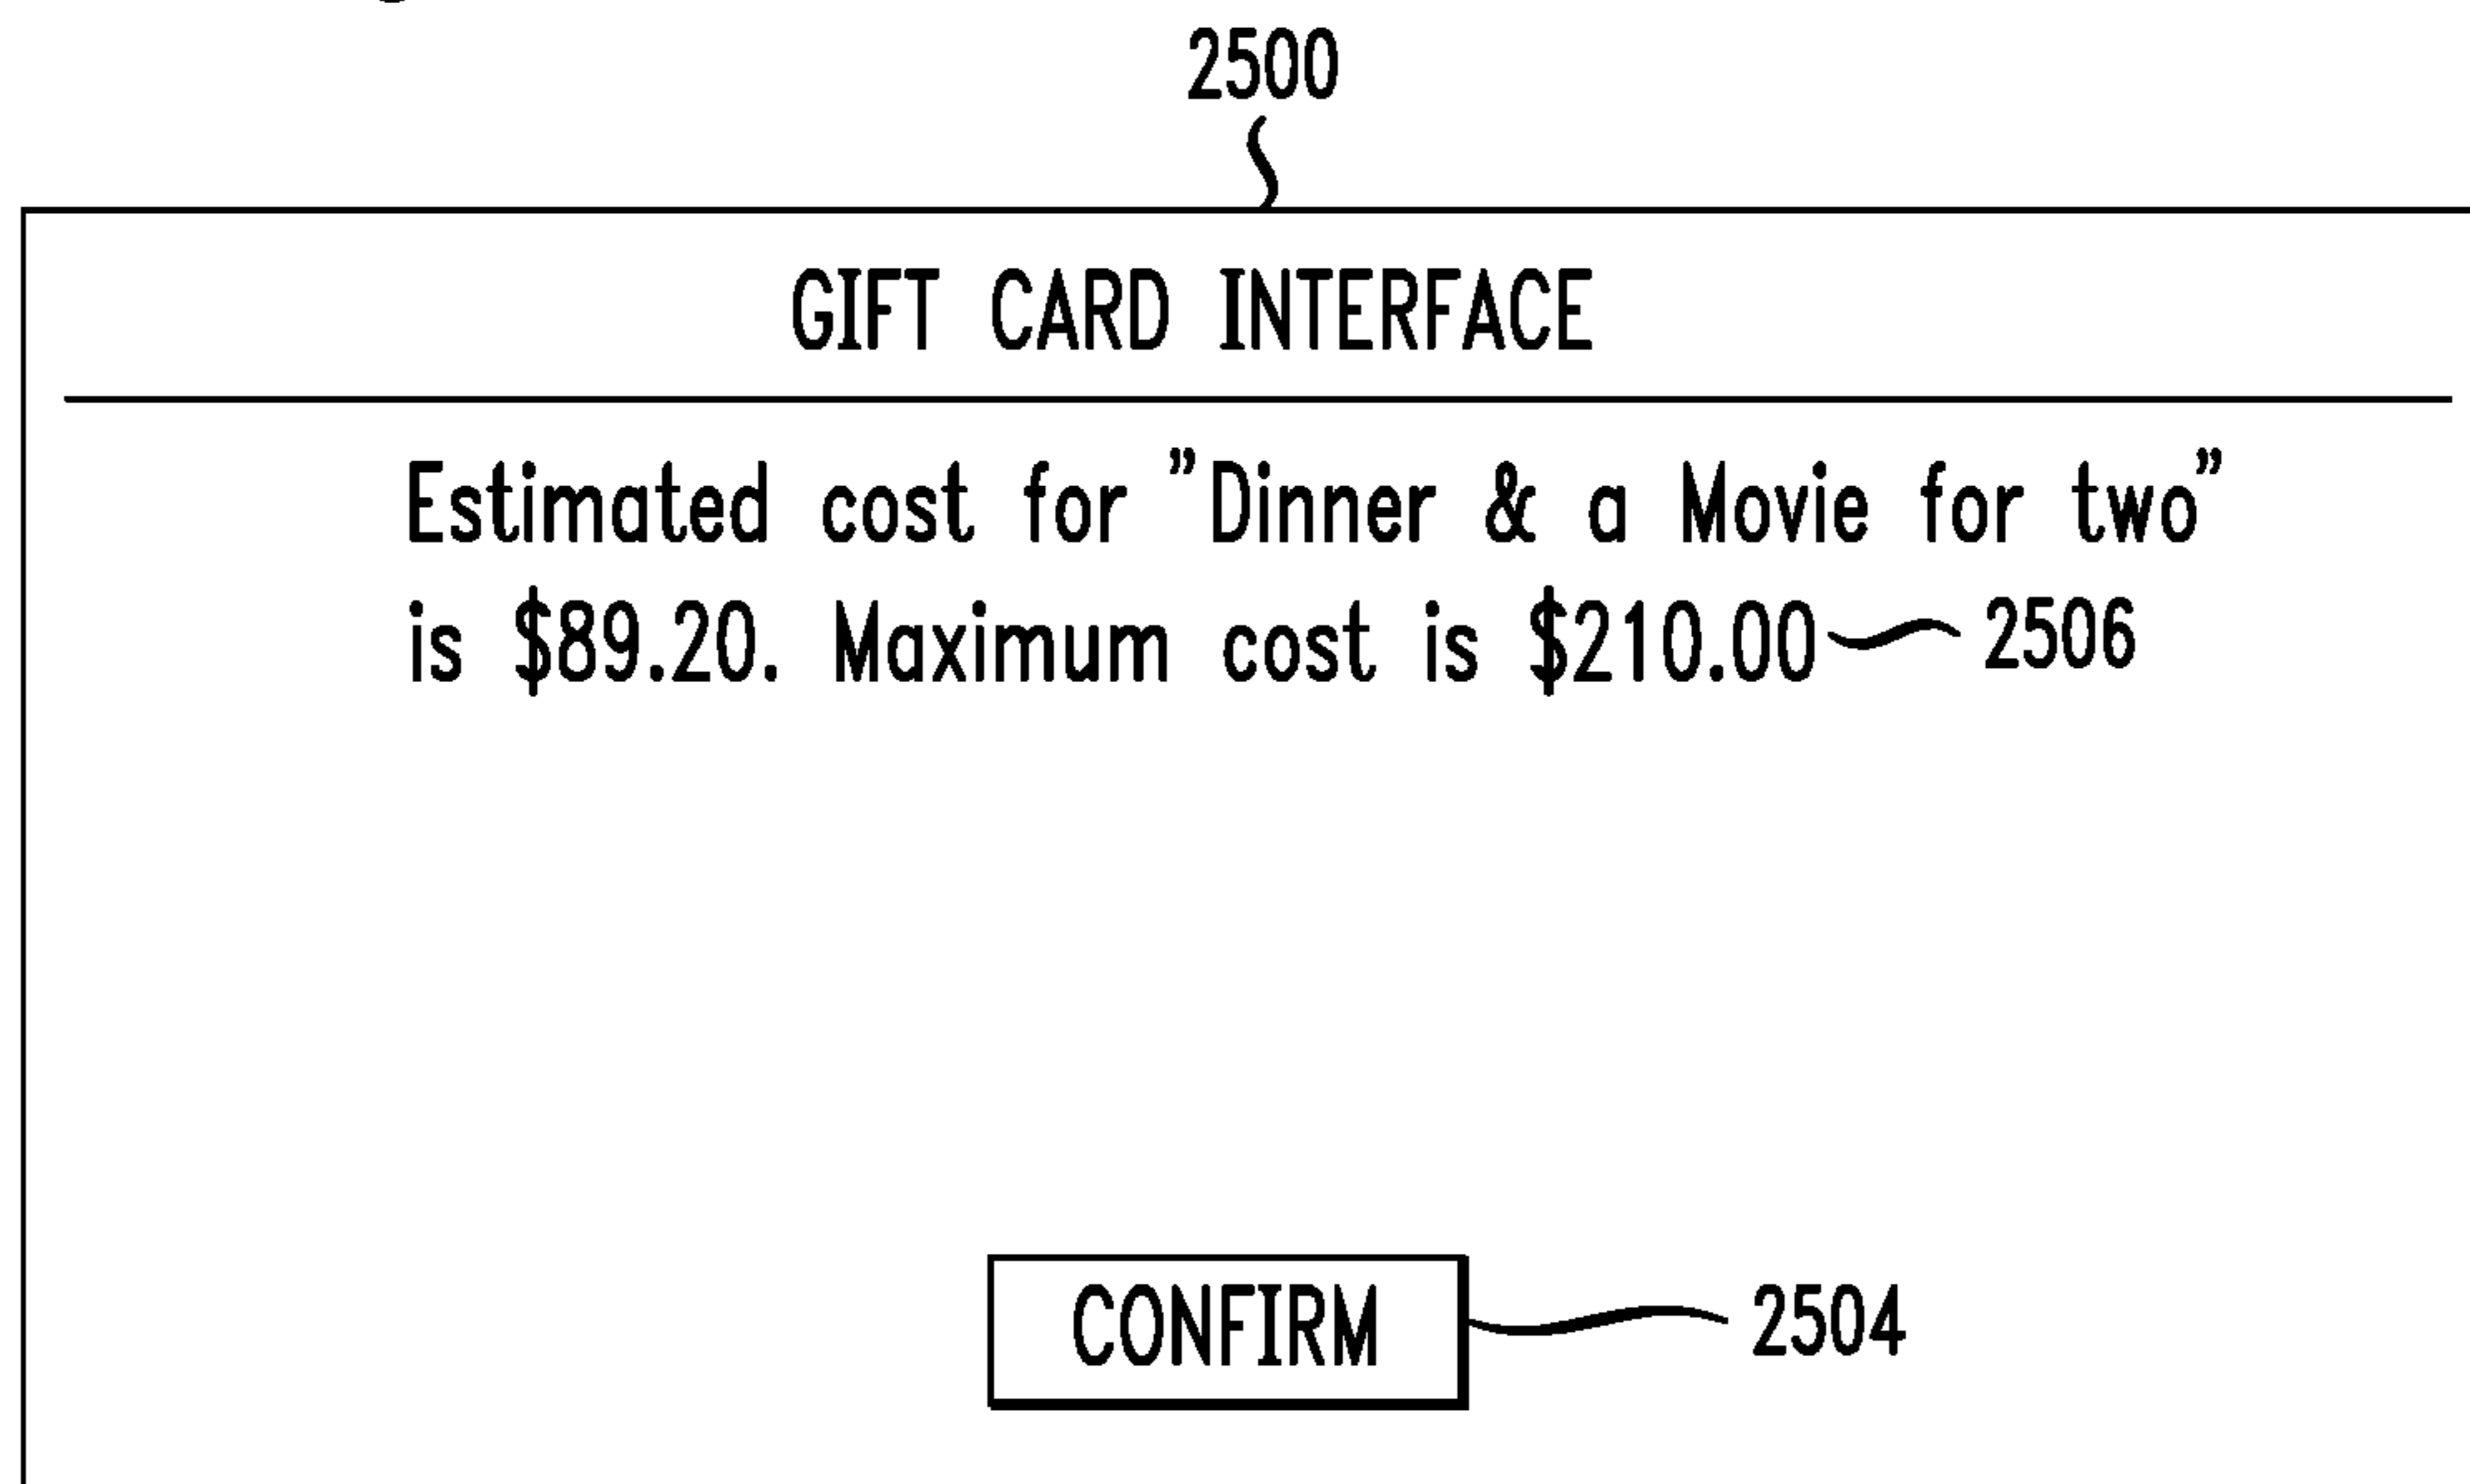 2500
GIFT CARD INTERFACE
Estimated cost for ”Dinner & a Movie for two”
is $89.20. Maximum cost is $210.00 2506
CONFIRM 2504